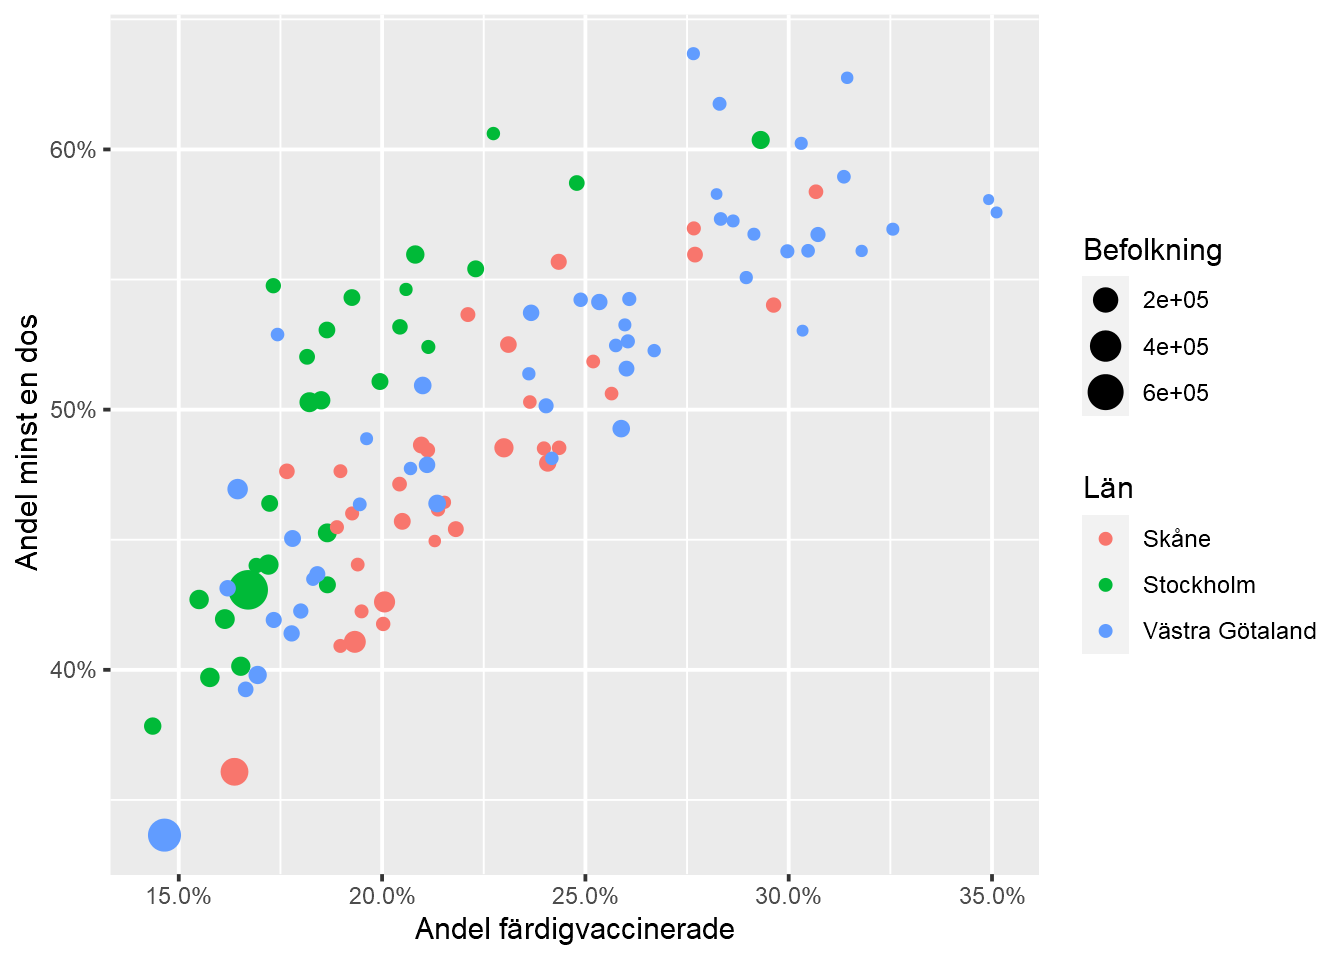 Andel minst en dos
60%
50%
40%
15.0% 20.0% 25.0% 30.0% 35.0%
Andel färdigvaccinerade
Befolkning
2e+05
4e+05
6e+05
Län
Skåne
Stockholm
Västra Götaland